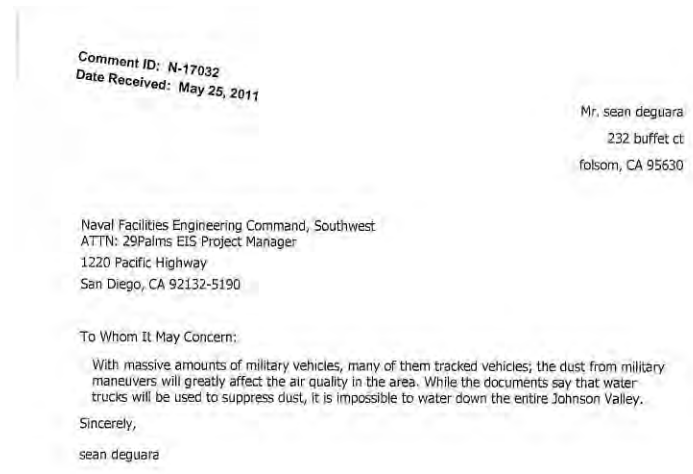 Comment ID: N-17032
Date Received: May 25, 2011
Mr. sean deguara
232 buffet ct
folsom, CA 95630
Naval Facilities Engineering Command, Southwest
ATTN: 29Palms EIS Project Manager
1220 Pacific Highway
San Diego, CA 92132-5190
To Whom It May Concern:
With massive amounts of military vehicles, many of them tracked vehicles; the dust from military
maneuvers will greatly affect the air quality in the area. While the documents say that water
trucks will be used to suppress dust, it is impossible to water down the entire Johnson Valley.
Sincerely,
sean deguara